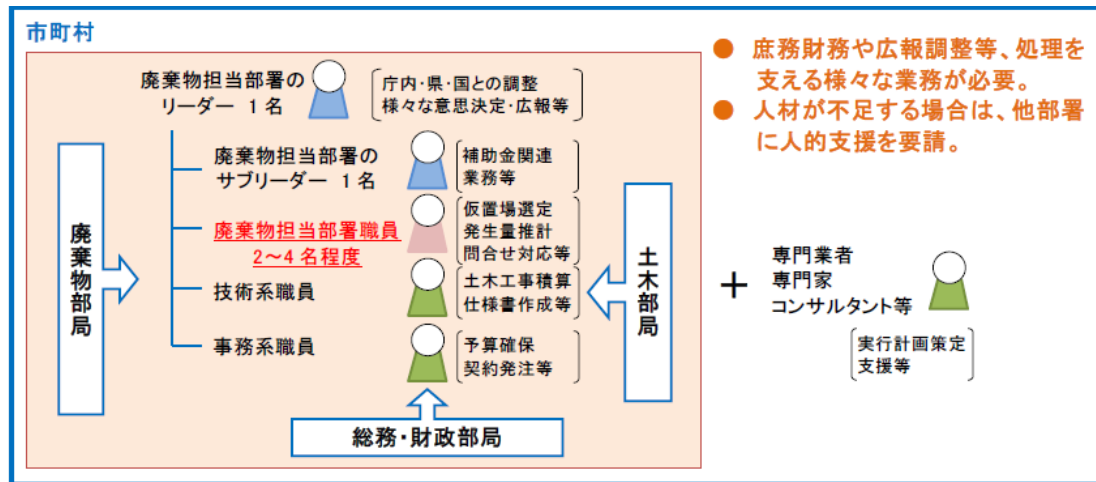 市町村
廃棄物担当部署の
リーダー 1名
庁内・県・国との調整
様々な意思決定・広報等
廃棄物担当部署の
サブリーダー 1名
補助金関連
業務等
廃棄物担当部署職員
2～4名程度
仮置場選定
発生量推計
問合せ対応等
技術系職員
土木工事積算
仕様書作成等
事務系職員
予算確保
契約発注等
廃棄物部局
土木部局
総務・財政部局
● 庶務財務や広報調整等、処理を
支える様々な業務が必要。
● 人材が不足する場合は、他部署
に人的支援を要請。
＋
専門業者
専門家
コンサルタント等
実行計画策定
支援等